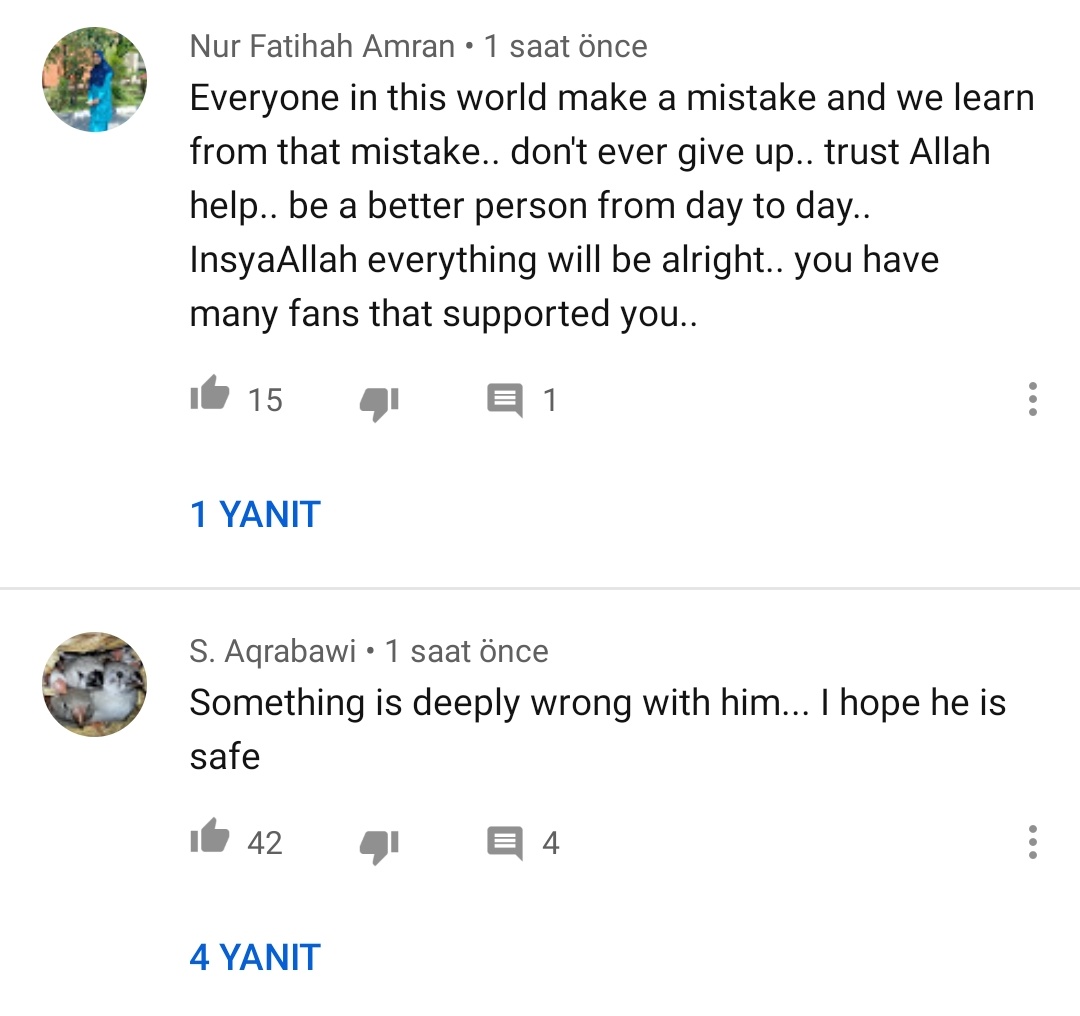 Nur Fatihah Amran • 1 saat önce
Everyone in this world make a mistake and we learn
from that mistake.. don't ever give up.. trust Allah
help.. be a better person from day to day..
InsyaAllah everything will be alright.. you have
many fans that supported you..
15 1
1 YANIT
S. Aqrabawi • 1 saat önce
Something is deeply wrong with him... I hope he is
safe
42 4
4 YANIT